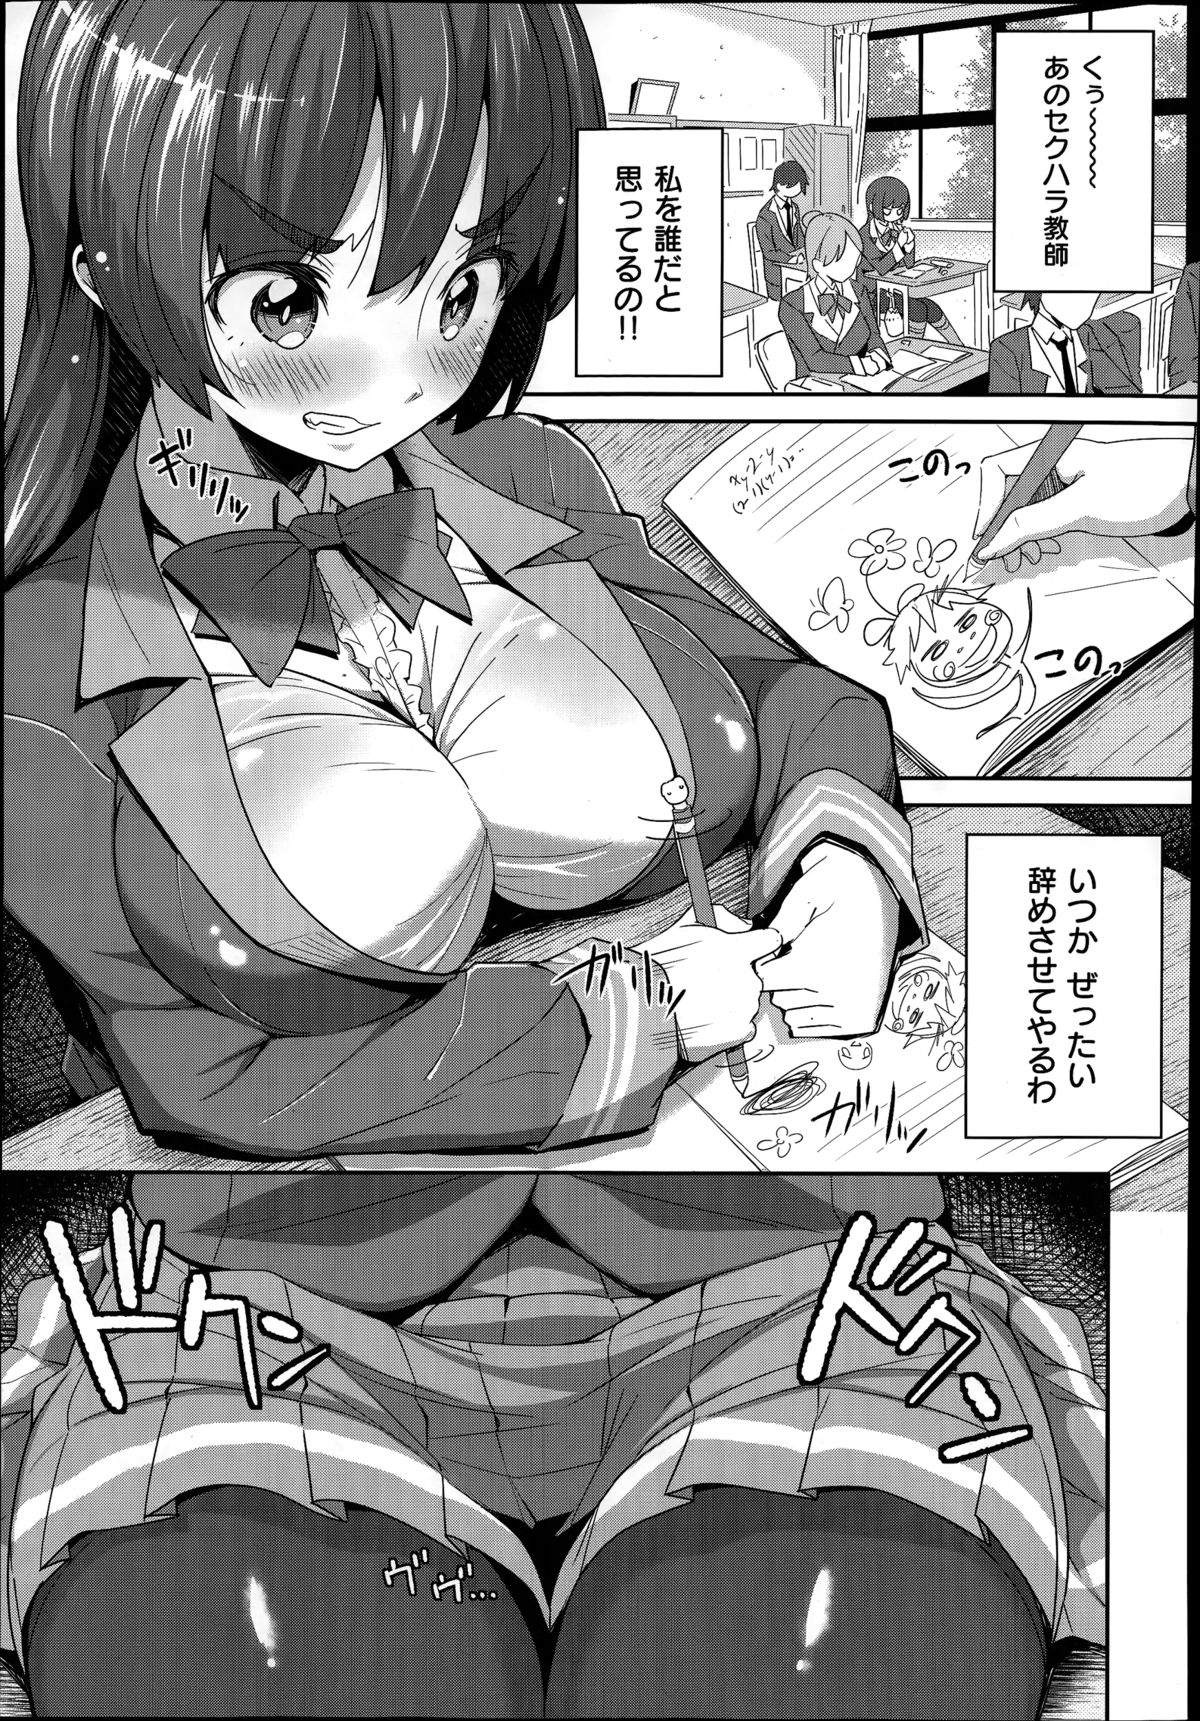 くぅ～～～～
あのセクハラ教師
私を誰だと
思ってるの!!
ギリリッ
このっ
このっ
いつか ぜったい
辞めさせてやるわ
ガリ
ガリッ
ドクン
ドクン
ヴヴ…